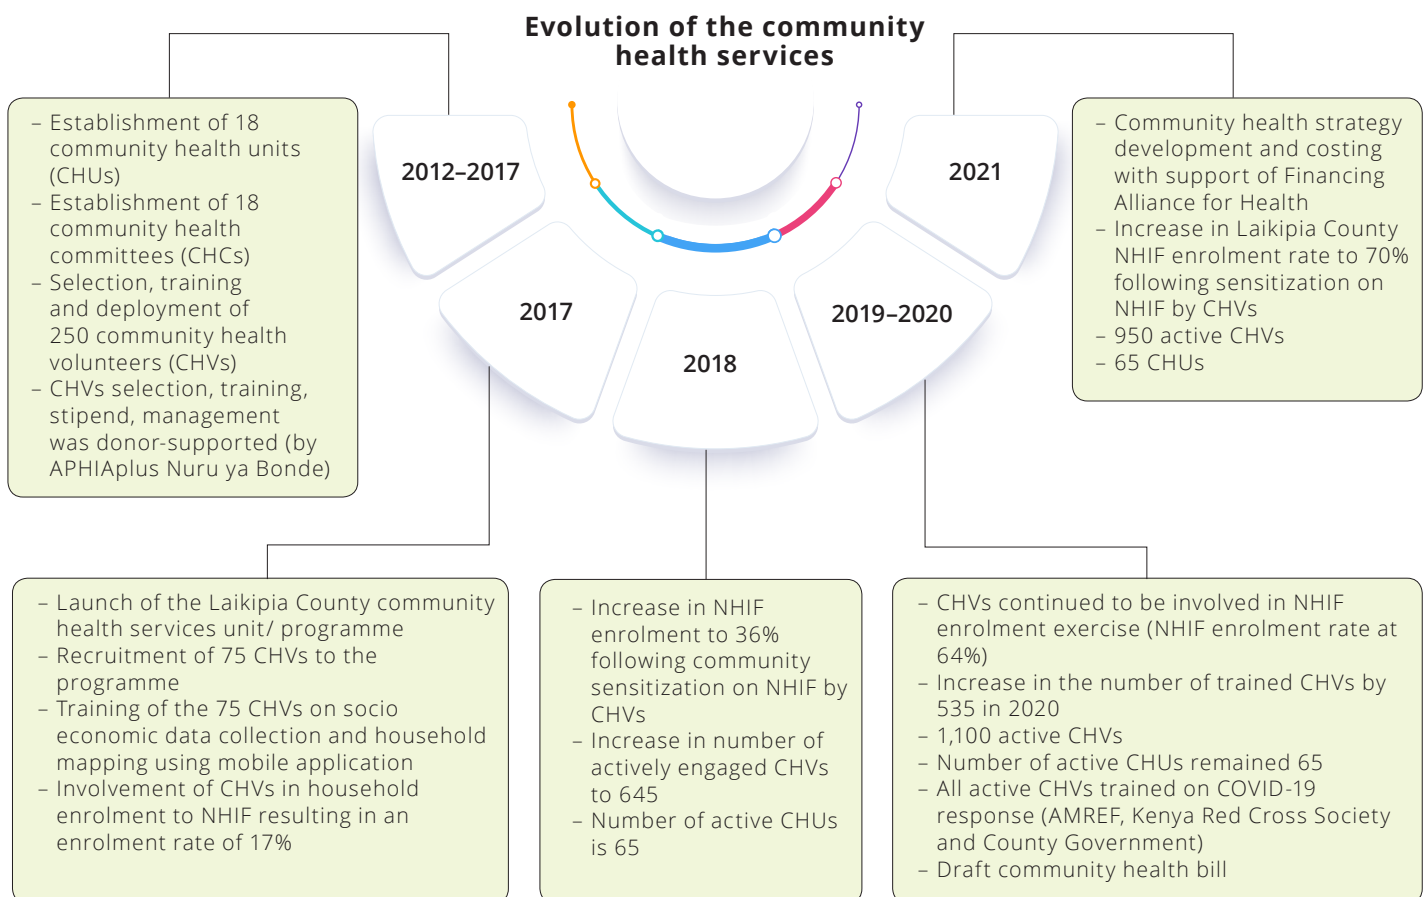 Evolution of the community
health services
2012–2017
– Establishment of 18
community health units
(CHUs)
– Establishment of 18
community health
committees (CHCs)
– Selection, training
and deployment of
250 community health
volunteers (CHVs)
– CHVs selection, training,
stipend, management
was donor-supported (by
APHIAplus Nuru ya Bonde)
2017
– Launch of the Laikipia County community
health services unit/ programme
– Recruitment of 75 CHVs to the
programme
– Training of the 75 CHVs on socio
economic data collection and household
mapping using mobile application
– Involvement of CHVs in household
enrolment to NHIF resulting in an
enrolment rate of 17%
2018
– Increase in NHIF
enrolment to 36%
following community
sensitization on NHIF by
CHVs
– Increase in number of
actively engaged CHVs
to 645
– Number of active CHUs
is 65
2019–2020
– CHVs continued to be involved in NHIF
enrolment exercise (NHIF enrolment rate at
64%)
– Increase in the number of trained CHVs by
535 in 2020
– 1,100 active CHVs
– Number of active CHUs remained 65
– All active CHVs trained on COVID-19
response (AMREF, Kenya Red Cross Society
and County Government)
– Draft community health bill
2021
– Community health strategy
development and costing
with support of Financing
Alliance for Health
– Increase in Laikipia County
NHIF enrolment rate to 70%
following sensitization on
NHIF by CHVs
– 950 active CHVs
– 65 CHUs